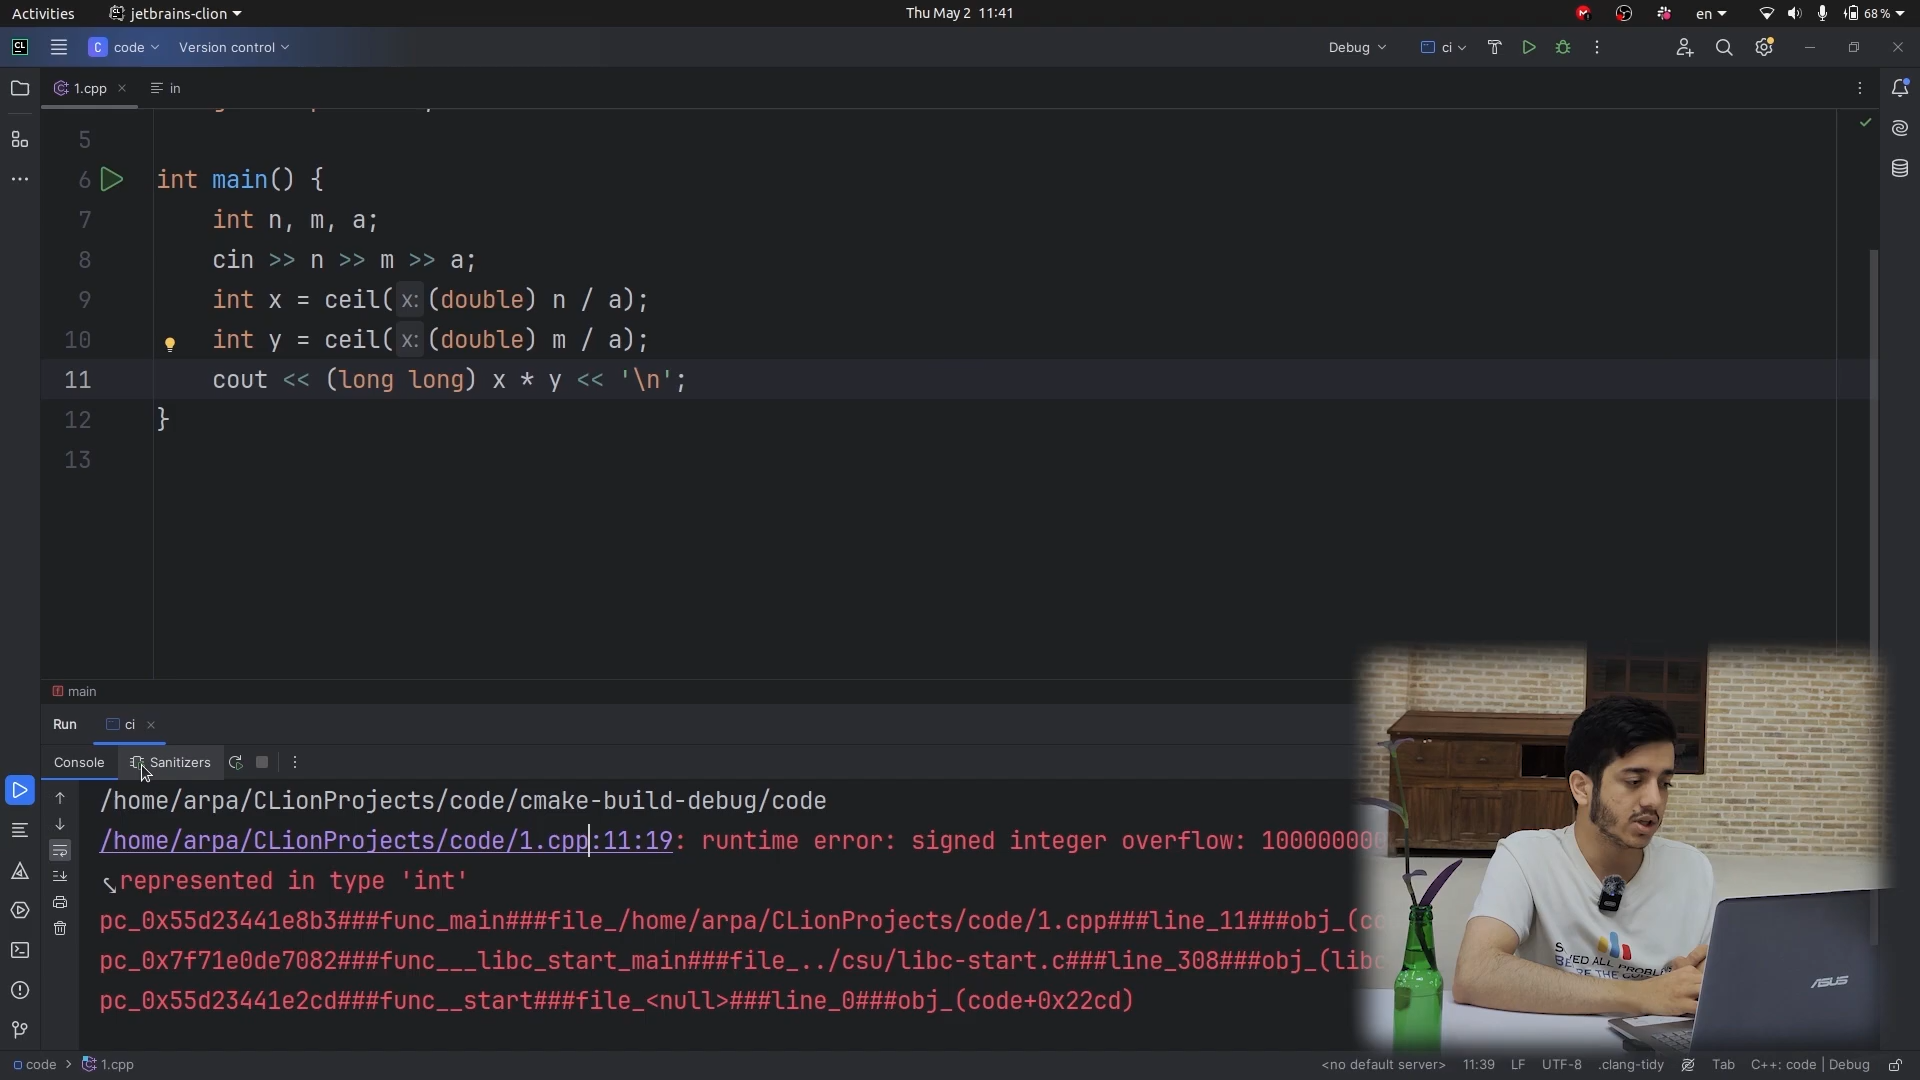 Activities jetbrains-clion Thu May 2 11:41 en 68 %
CL C code Version control Debug ci
1.cpp in
5
6 int main() {
7 int n, m, a;
8 cin >> n >> m >> a;
9 int x = ceil( x: (double) n / a);
10 int y = ceil( x: (double) m / a);
11 cout << (long long) x * y << '\n';
12 }
13
main
Run ci
Console Sanitizers
/home/arpa/CLionProjects/code/cmake-build-debug/code
/home/arpa/CLionProjects/code/1.cpp:11:19: runtime error: signed integer overflow: 1000000000
represented in type 'int'
pc_0x55d23441e8b3###func_main###file_/home/arpa/CLionProjects/code/1.cpp###line_11###obj_(co
pc_0x7f71e0de7082###func___libc_start_main###file_../csu/libc-start.c###line_308###obj_(libc
pc_0x55d23441e2cd###func__start###file_<null>###line_0###obj_(code+0x22cd)
ASUS
code 1.cpp <no default server> 11:39 LF UTF-8 .clang-tidy Tab C++: code | Debug